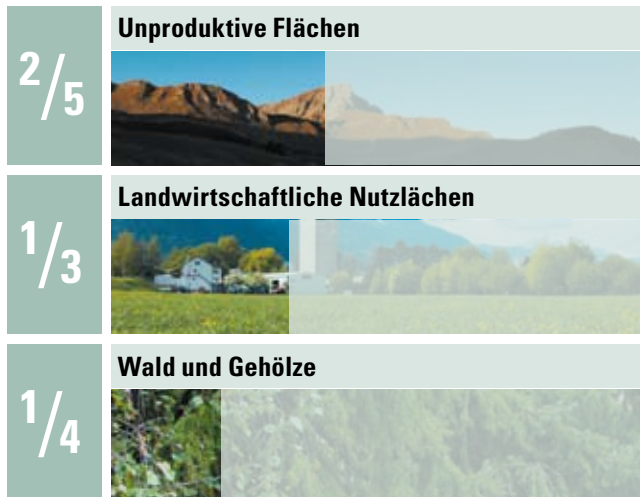 2/5
Unproduktive Flächen
1/3
Landwirtschaftliche Nutzlächen
1/4
Wald und Gehölze